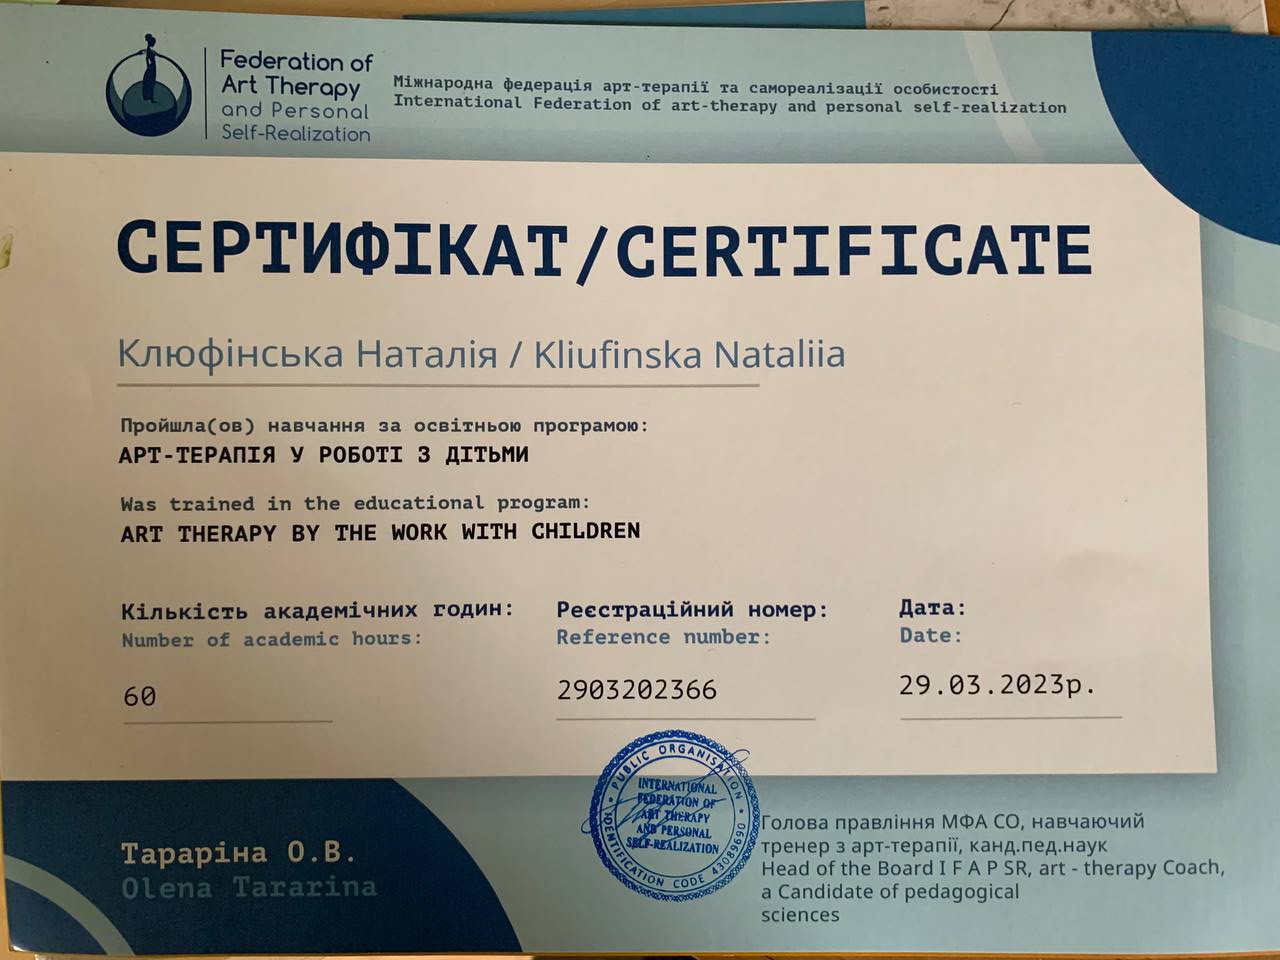 Federation of
Art Therapy
and Personal
Self-Realization
Міжнародна федерація арт-терапії та самореалізації особистості
International Federation of art-therapy and personal self-realization
СЕРТИФІКАТ/CERTIFICATE
Клюфінська Наталія / Kliufinska Nataliia
Пройшла(ов) навчання за освітньою програмою:
АРТ-ТЕРАПІЯ У РОБОТІ З ДІТЬМИ
Was trained in the educational program:
ART THERAPY BY THE WORK WITH CHILDREN
Кількість академічних годин:
Number of academic hours:
60
Реєстраційний номер:
Reference number:
2903202366
Дата:
Date:
29.03.2023р.
Тараріна О.В.
Olena Tararina
PUBLIC ORGANISATION
INTERNATIONAL
FEDERATION OF
ART THERAPY
AND PERSONAL
SELF-REALIZATION
IDENTIFICATION CODE 43089690
Голова правління МФА СО, навчаючий
тренер з арт-терапії, канд.пед.наук
Head of the Board I F A P SR, art - therapy Coach,
a Candidate of pedagogical
sciences